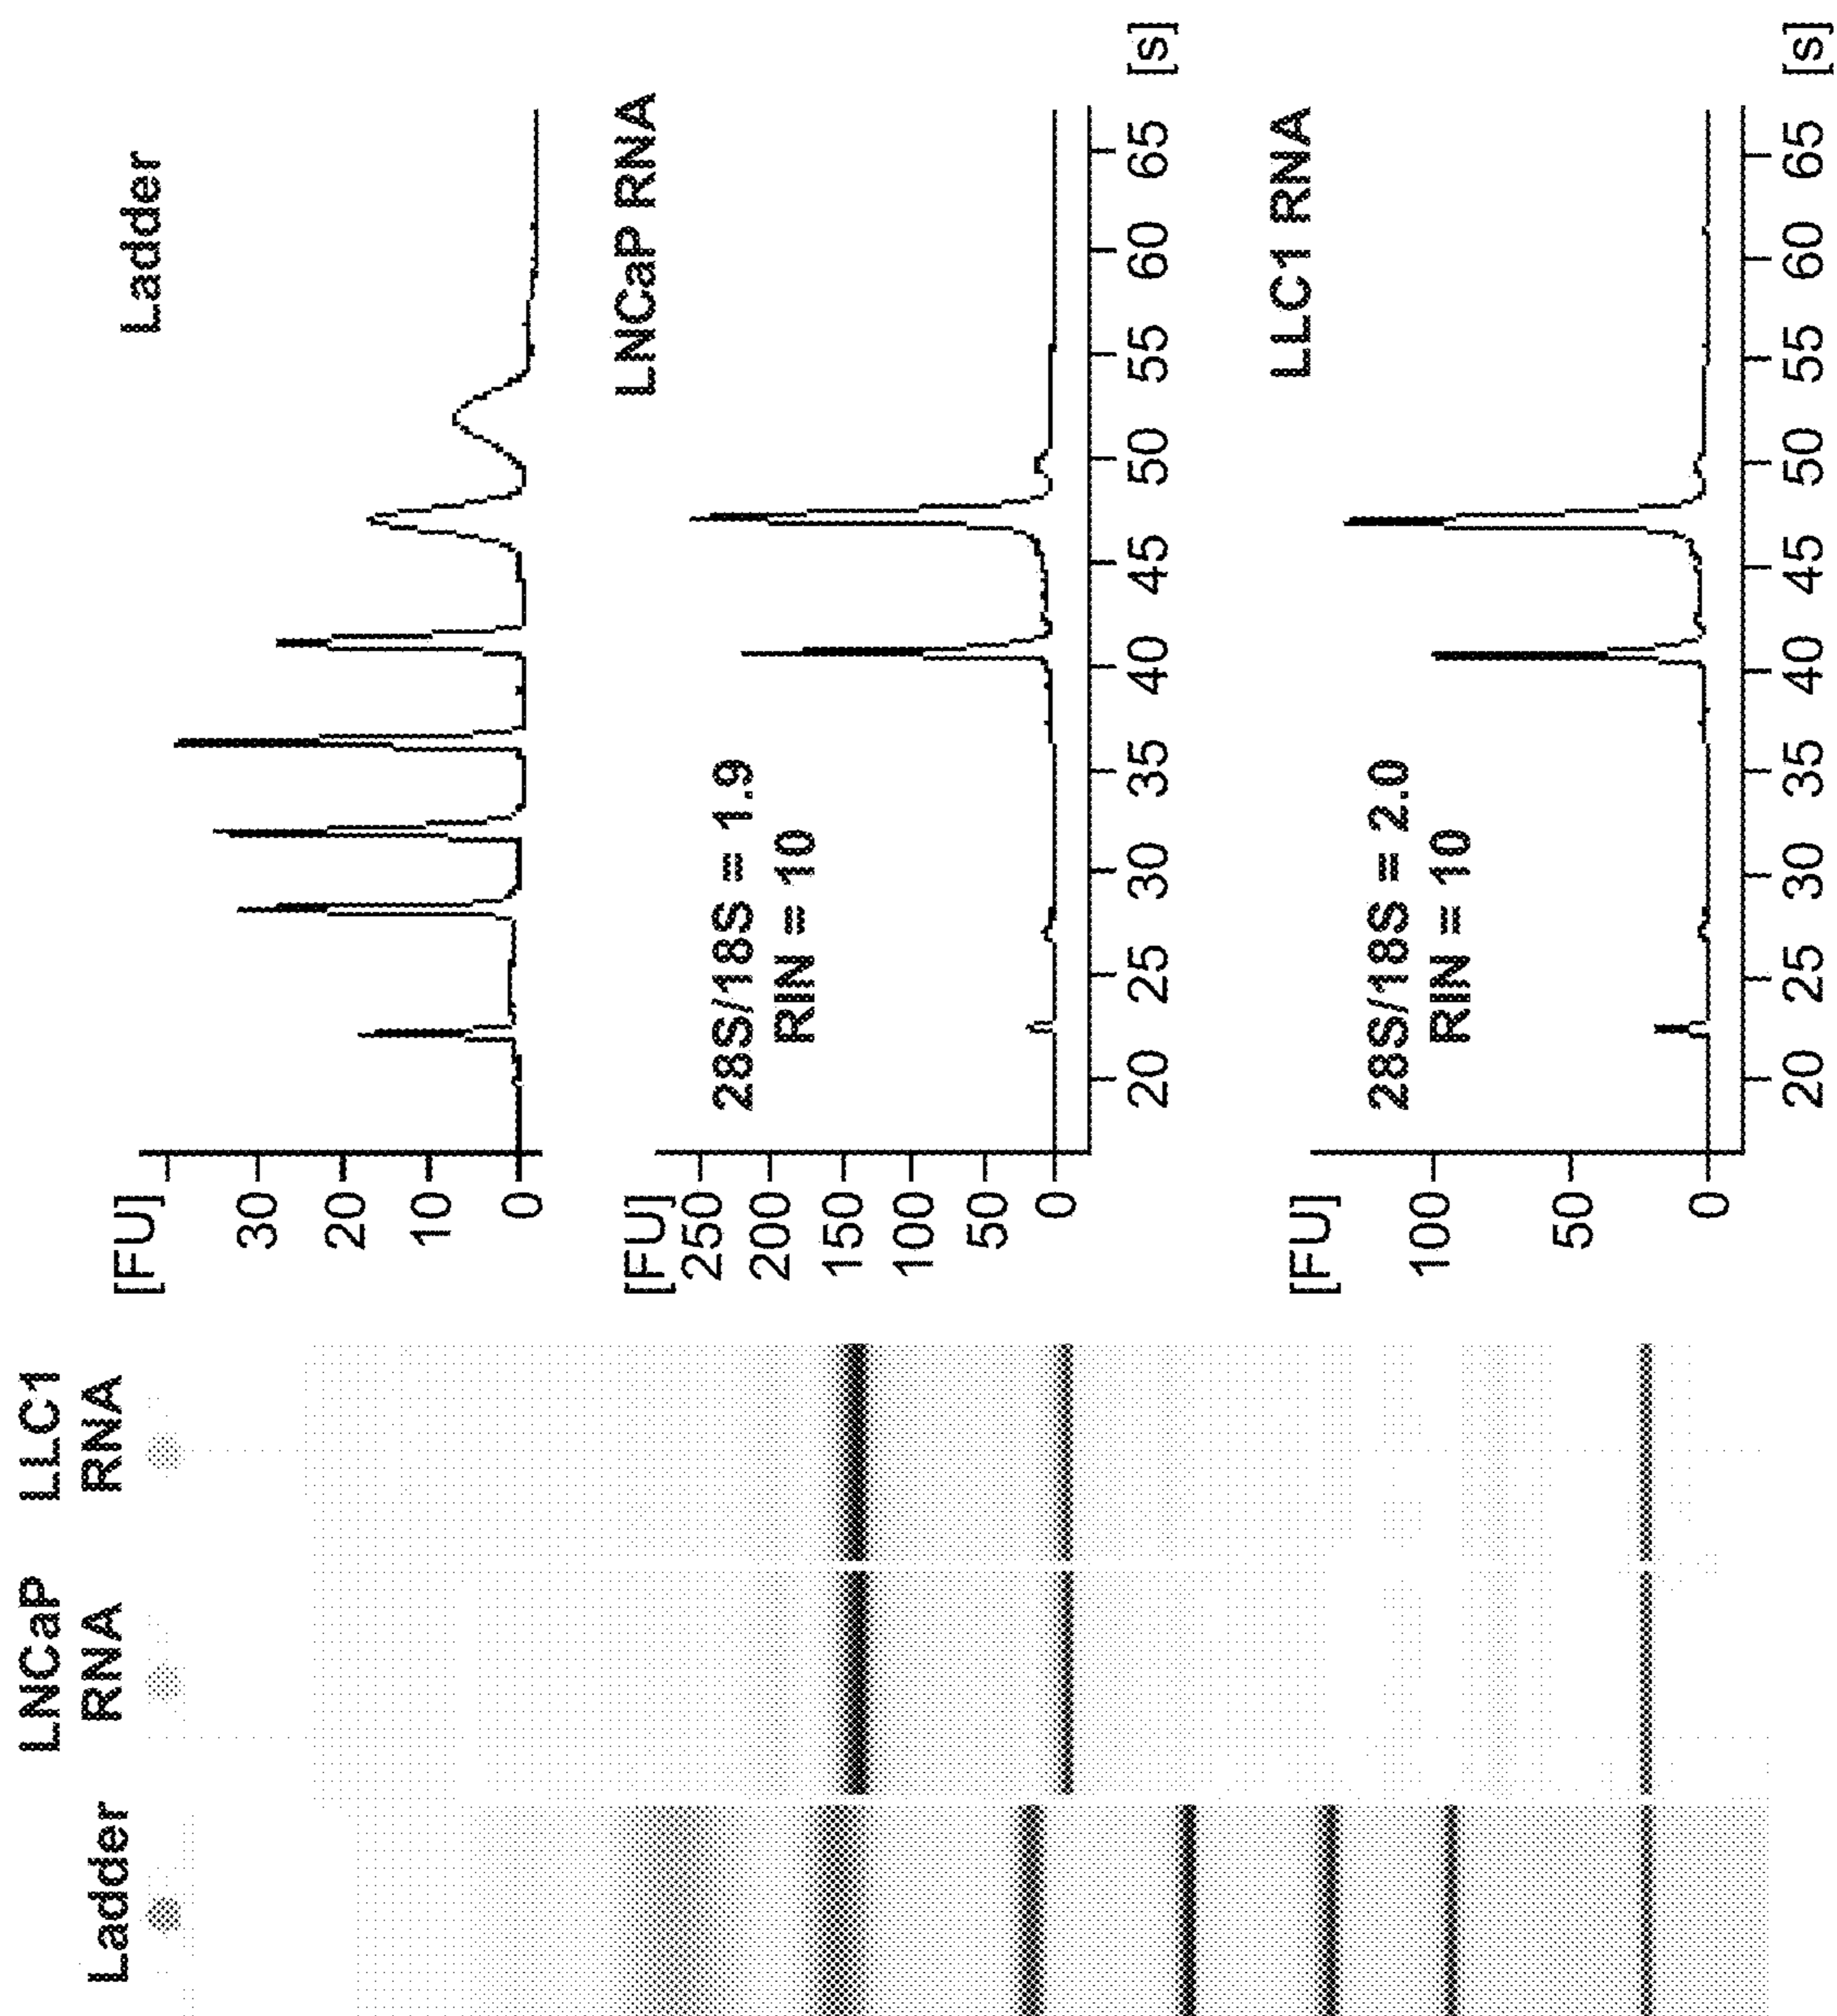 Ladder
LNCaP
RNA
LLC1
RNA
[FU]
30
20
10
0
Ladder
[FU]
250
200
150
100
50
0
28S/18S = 1.9
RIN = 10
LNCaP RNA
20 25 30 35 40 45 50 55 60 65 [s]
[FU]
100
50
0
28S/18S = 2.0
RIN = 10
LLC1 RNA
20 25 30 35 40 45 50 55 60 65 [s]